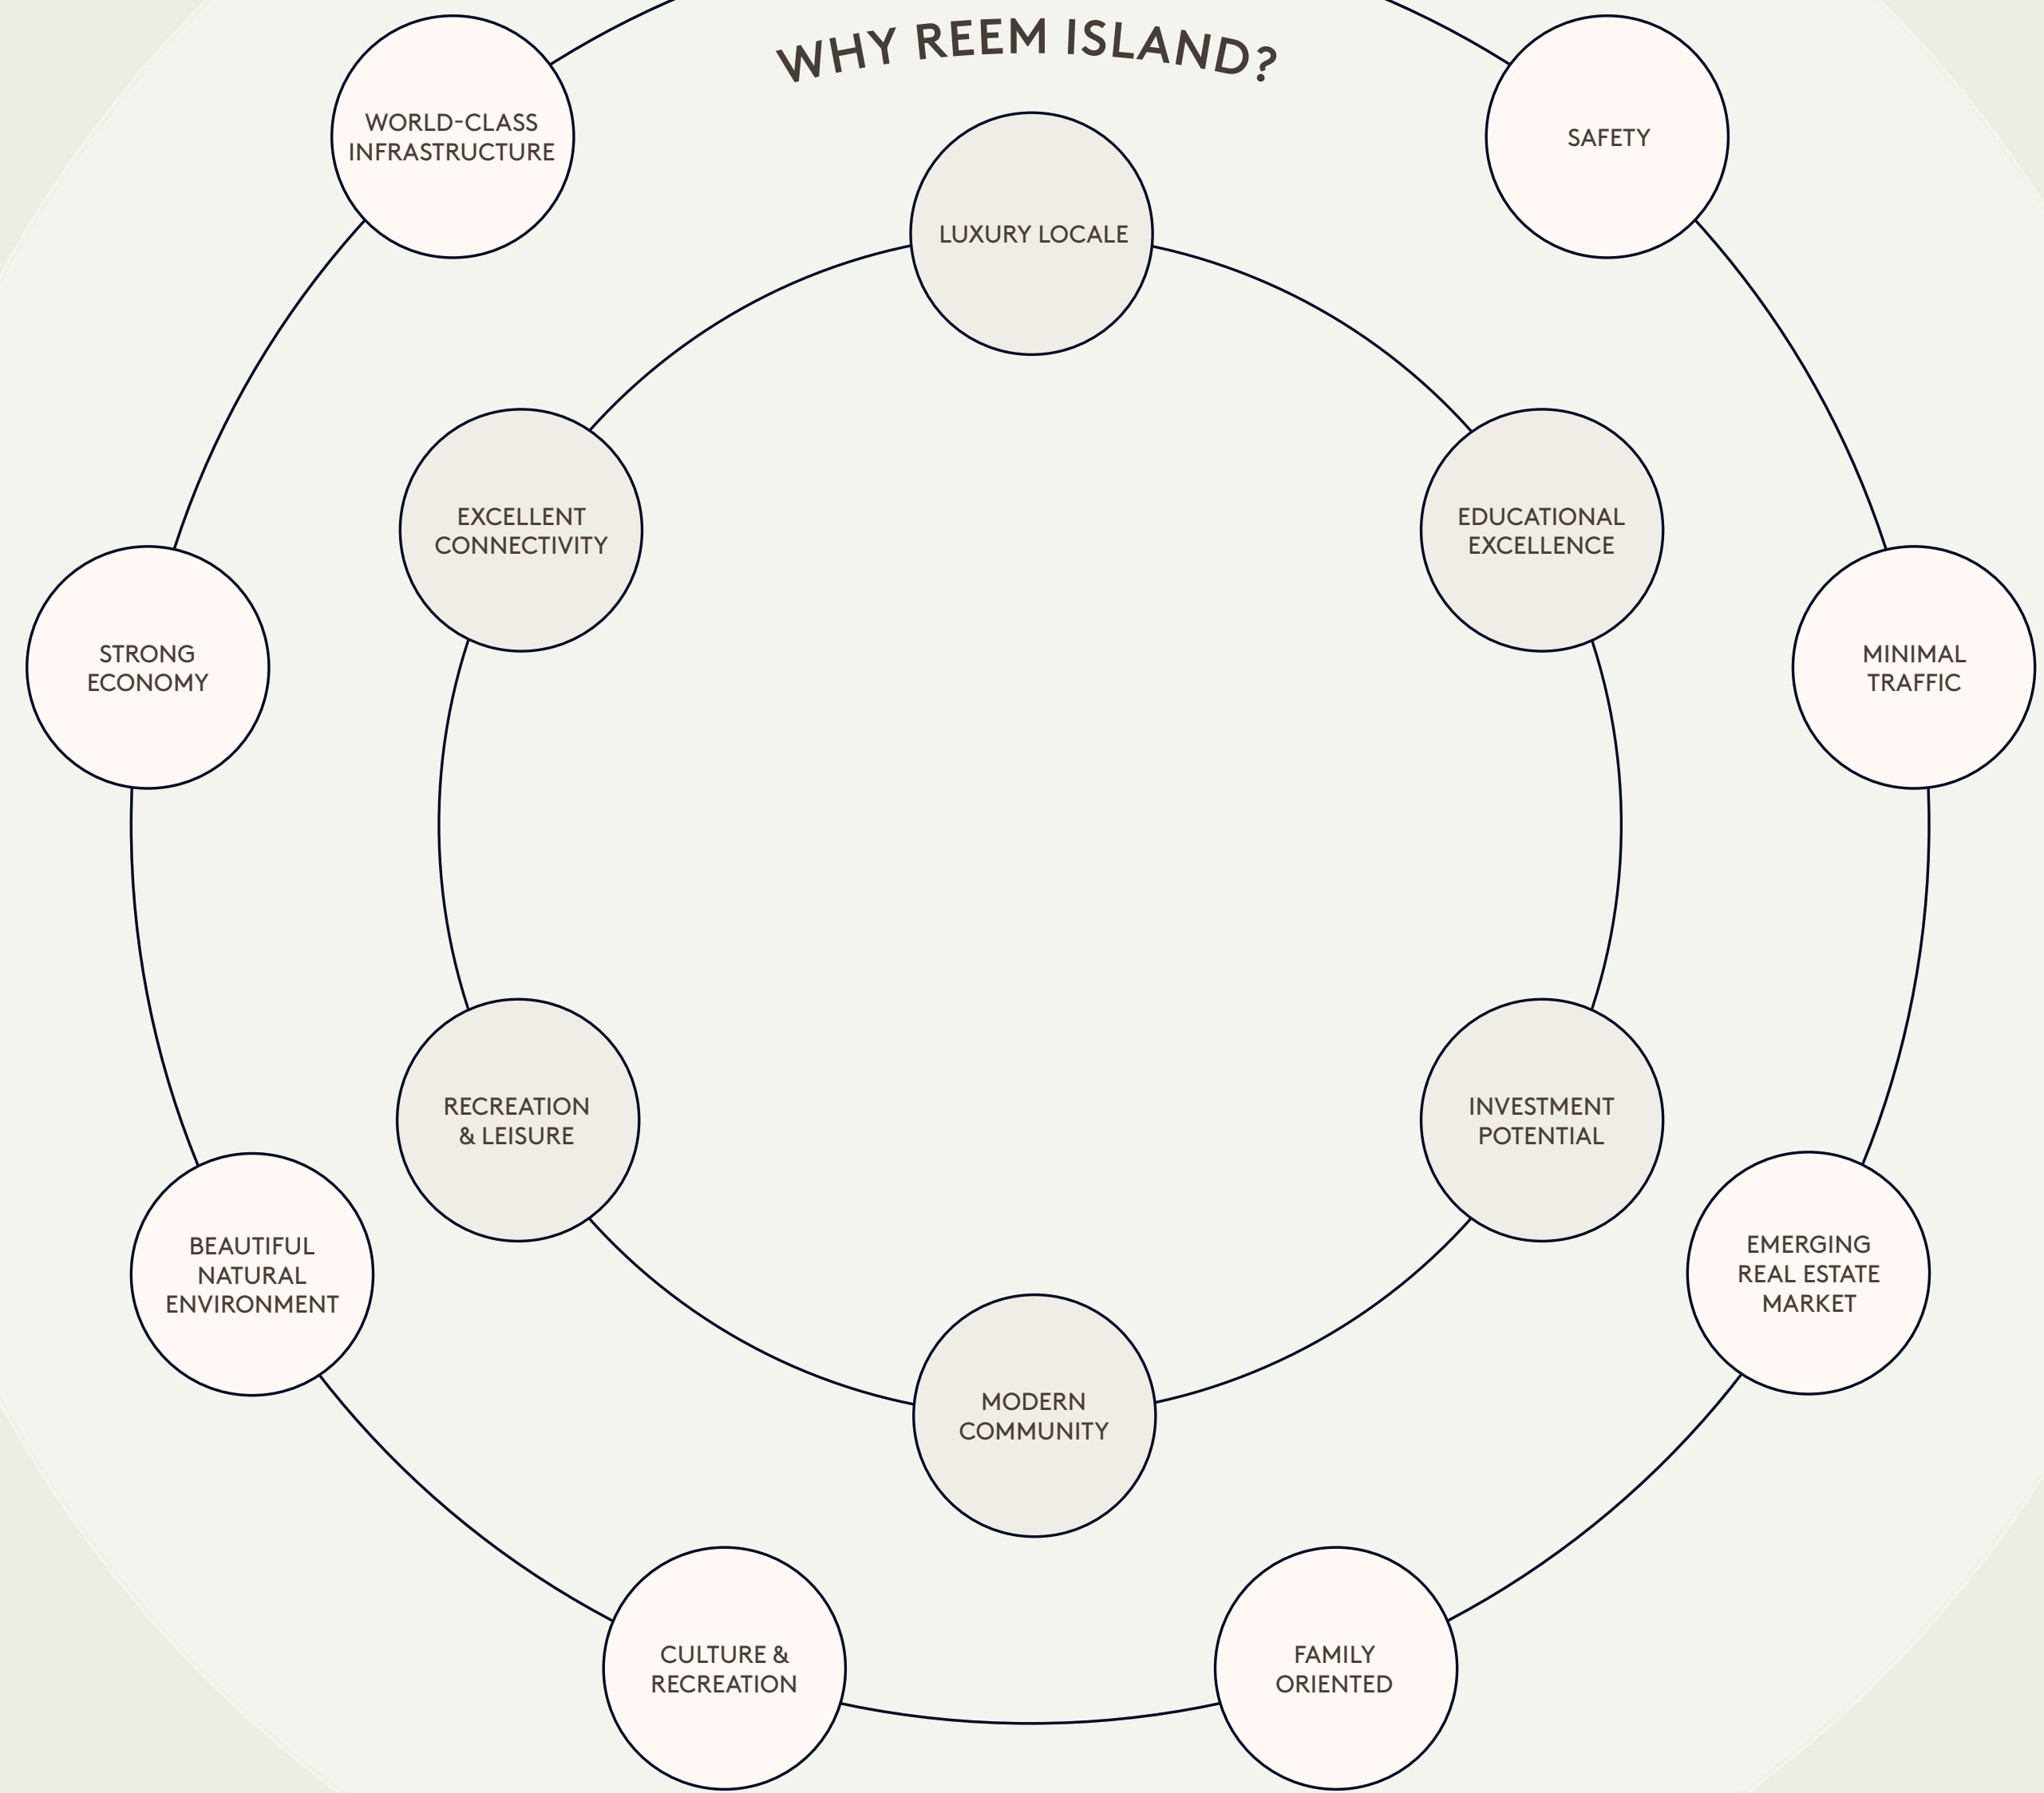 WHY REEM ISLAND?
WORLD-CLASS
INFRASTRUCTURE
SAFETY
LUXURY LOCALE
EXCELLENT
CONNECTIVITY
EDUCATIONAL
EXCELLENCE
STRONG
ECONOMY
MINIMAL
TRAFFIC
RECREATION
& LEISURE
INVESTMENT
POTENTIAL
BEAUTIFUL
NATURAL
ENVIRONMENT
EMERGING
REAL ESTATE
MARKET
MODERN
COMMUNITY
CULTURE &
RECREATION
FAMILY
ORIENTED